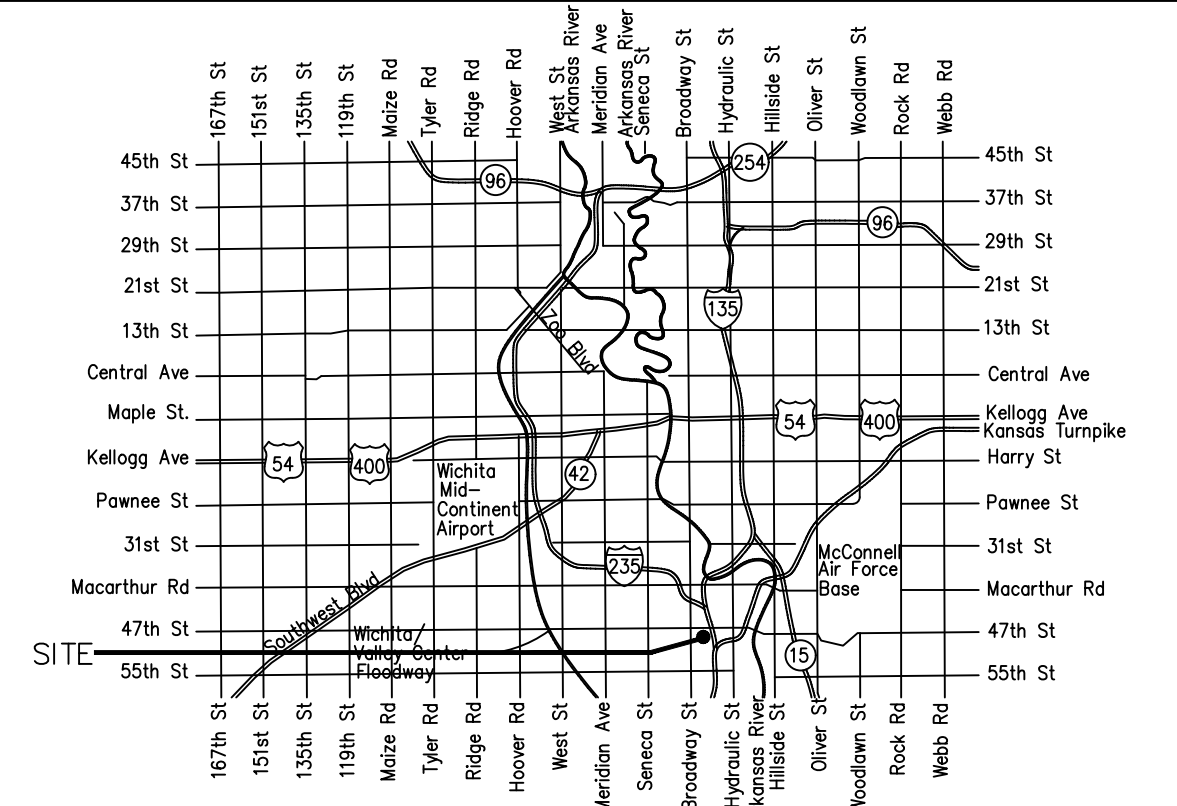 167th St
151st St
135th St
119th St
Maize Rd
Tyler Rd
Ridge Rd
Hoover Rd
West St
Arkansas River
Meridian Ave
Arkansas River
Seneca St
Broadway St
Hydraulic St
Hillside St
Oliver St
Woodlawn St
Rock Rd
Webb Rd
45th St
254
45th St
96
37th St
37th St
96
29th St
29th St
21st St
21st St
135
13th St
Zoo Blvd
13th St
Central Ave
Central Ave
Maple St.
54
400
Kellogg Ave
Kansas Turnpike
Kellogg Ave
54
400
Harry St
Wichita
Mid-
Continent
Airport
42
Pawnee St
Pawnee St
31st St
31st St
McConnell
Air Force
Base
235
Macarthur Rd
Macarthur Rd
Southwest Blvd
47th St
Wichita/
Valley Center
Floodway
47th St
SITE
15
55th St
55th St
167th St
151st St
135th St
119th St
Maize Rd
Tyler Rd
Ridge Rd
Hoover Rd
West St
Meridian Ave
Seneca St
Broadway St
Hydraulic St
kansas River
Hillside St
Oliver St
Woodlawn St
Rock Rd
Webb Rd